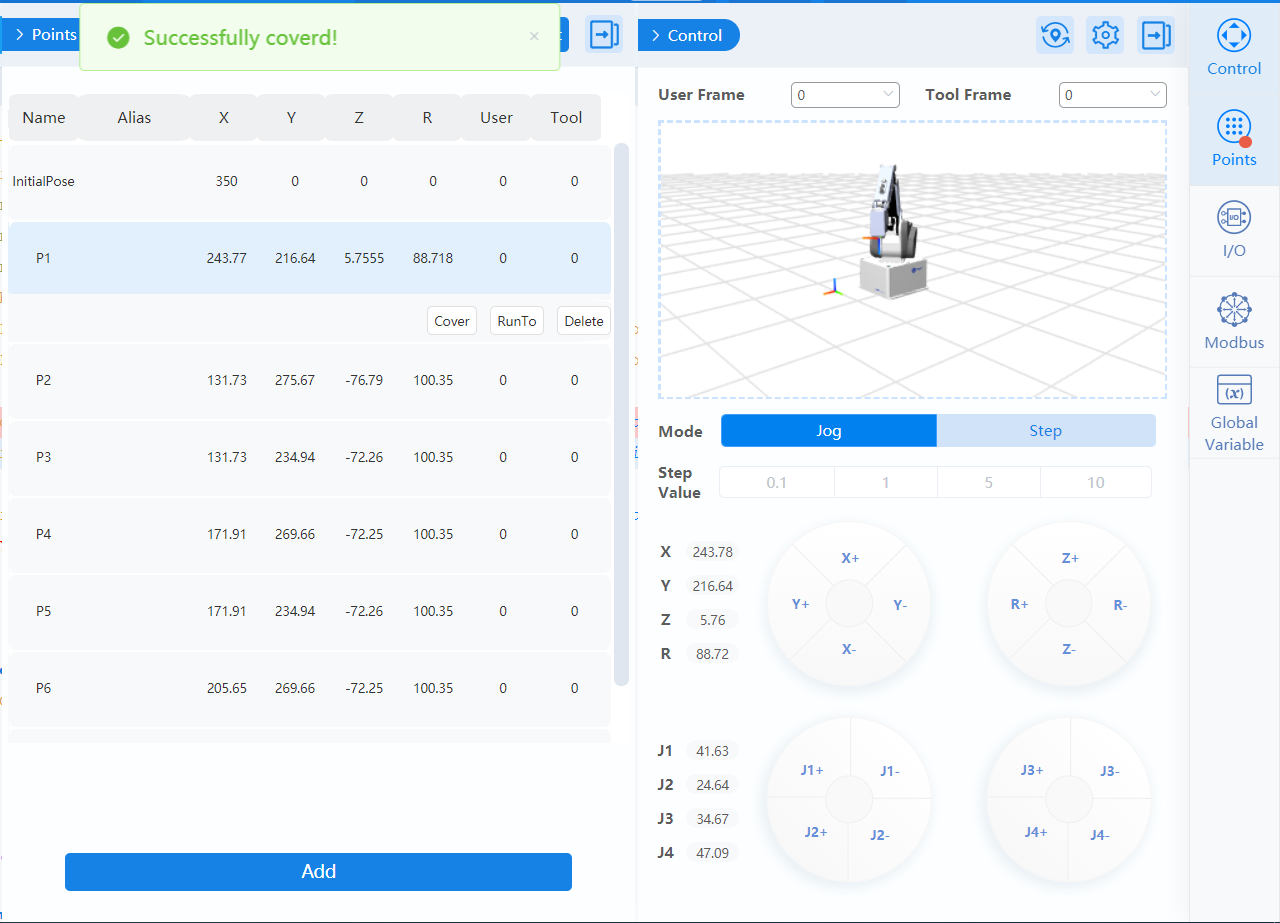 Points
Successfully coverd!
Name Alias X Y Z R User Tool
InitialPose 350 0 0 0 0 0
P1 243.77 216.64 5.7555 88.718 0 0
Cover RunTo Delete
P2 131.73 275.67 -76.79 100.35 0 0
P3 131.73 234.94 -72.26 100.35 0 0
P4 171.91 269.66 -72.25 100.35 0 0
P5 171.91 234.94 -72.26 100.35 0 0
P6 205.65 269.66 -72.25 100.35 0 0
Add
Control
User Frame 0 Tool Frame 0
Mode Jog Step
Step
Value 0.1 1 5 10
X 243.78
Y 216.64
Z 5.76
R 88.72
X+
Y+ Y-
X-
Z+
R+ R-
Z-
J1 41.63
J2 24.64
J3 34.67
J4 47.09
J1+ J1-
J2+ J2-
J3+ J3-
J4+ J4-
Control
Points
I/O
I/O
Modbus
(x)
Global
Variable